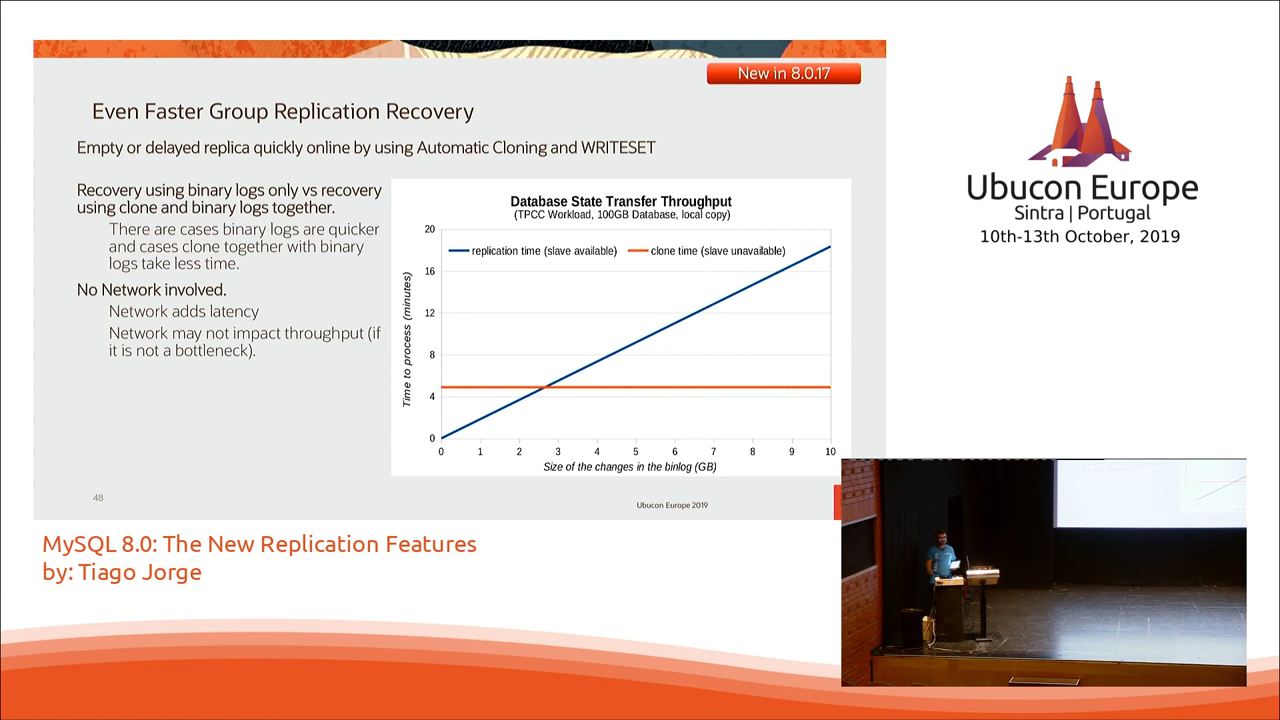 New in 8.0.17
Even Faster Group Replication Recovery
Empty or delayed replica quickly online by using Automatic Cloning and WRITESET
Recovery using binary logs only vs recovery
using clone and binary logs together.
There are cases binary logs are quicker
and cases clone together with binary
logs take less time.
No Network involved.
Network adds latency
Network may not impact throughput (if
it is not a bottleneck).
Database State Transfer Throughput
(TPCC Workload, 100GB Database, local copy)
replication time (slave available)
clone time (slave unavailable)
Time to process (minutes)
20
16
12
8
4
0
0 1 2 3 4 5 6 7 8 9 10
Size of the changes in the binlog (GB)
48
Ubucon Europe 2019
Ubucon Europe
Sintra | Portugal
10th-13th October, 2019
MySQL 8.0: The New Replication Features
by: Tiago Jorge